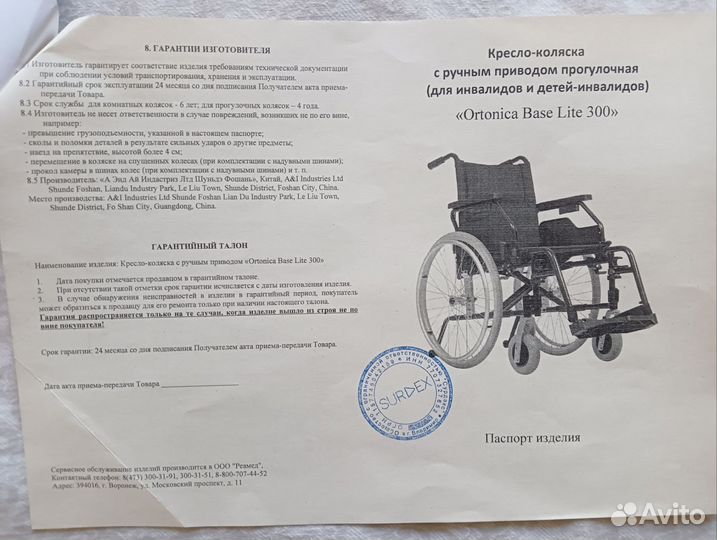 8. ГАРАНТИИ ИЗГОТОВИТЕЛЯ
Изготовитель гарантирует соответствие изделия требованиям технической документации
при соблюдении условий транспортирования, хранения и эксплуатации.
8.2 Гарантийный срок эксплуатации 24 месяца со дня подписания Получателем акта приема-
передачи Товара.
8.3 Срок службы для комнатных колясок - 6 лет; для прогулочных колясок – 4 года.
8.4 Изготовитель не несет ответственности в случае повреждений, возникших не по его вине,
например:
- превышение грузоподъемности, указанной в настоящем паспорте;
- сколы и поломки деталей в результате сильных ударов о другие предметы;
- наезд на препятствие, высотой более 4 см;
- перемещение в коляске на спущенных колесах (при комплектации с надувными шинами);
- прокол камеры в шинах колес (при комплектации с надувными шинами) и т. п.
8.5 Производитель: «А Энд Ай Индастриз Лтд Шуньдэ Фошань», Китай, A&I Industries Ltd
Shunde Foshan, Liandu Industry Park, Le Liu Town, Shunde District, Foshan City, China.
Место производства: A&I Industries Ltd Shunde Foshan Lian Du Industry Park, Le Liu Town,
Shunde District, Fo Shan City, Guangdong, China.
ГАРАНТИЙНЫЙ ТАЛОН
Наименование изделия: Кресло-коляска с ручным приводом «Ortonica Base Lite 300»
1. Дата покупки отмечается продавцом в гарантийном талоне.
2. При отсутствии такой отметки срок гарантии исчисляется с даты изготовления изделия.
3. В случае обнаружения неисправностей в изделии в гарантийный период, покупатель
может обратиться к продавцу для его ремонта только при наличии настоящего талона.
Гарантия распространяется только на те случаи, когда изделие вышло из строя не по
вине покупателя!
Срок гарантии: 24 месяца со дня подписания Получателем акта приема-передачи Товара.
Дата акта приема-передачи Товара
Сервисное обслуживание изделий производится в ООО "Реамед",
Контактный телефон: 8(473) 300-31-91, 300-31-51, 8-800-707-44-52
Адрес: 394016, г. Воронеж, ул. Московский проспект, д. 11
Кресло-коляска
с ручным приводом прогулочная
(для инвалидов и детей-инвалидов)
«Ortonica Base Lite 300»
SURDEX
Паспорт изделия
Avito